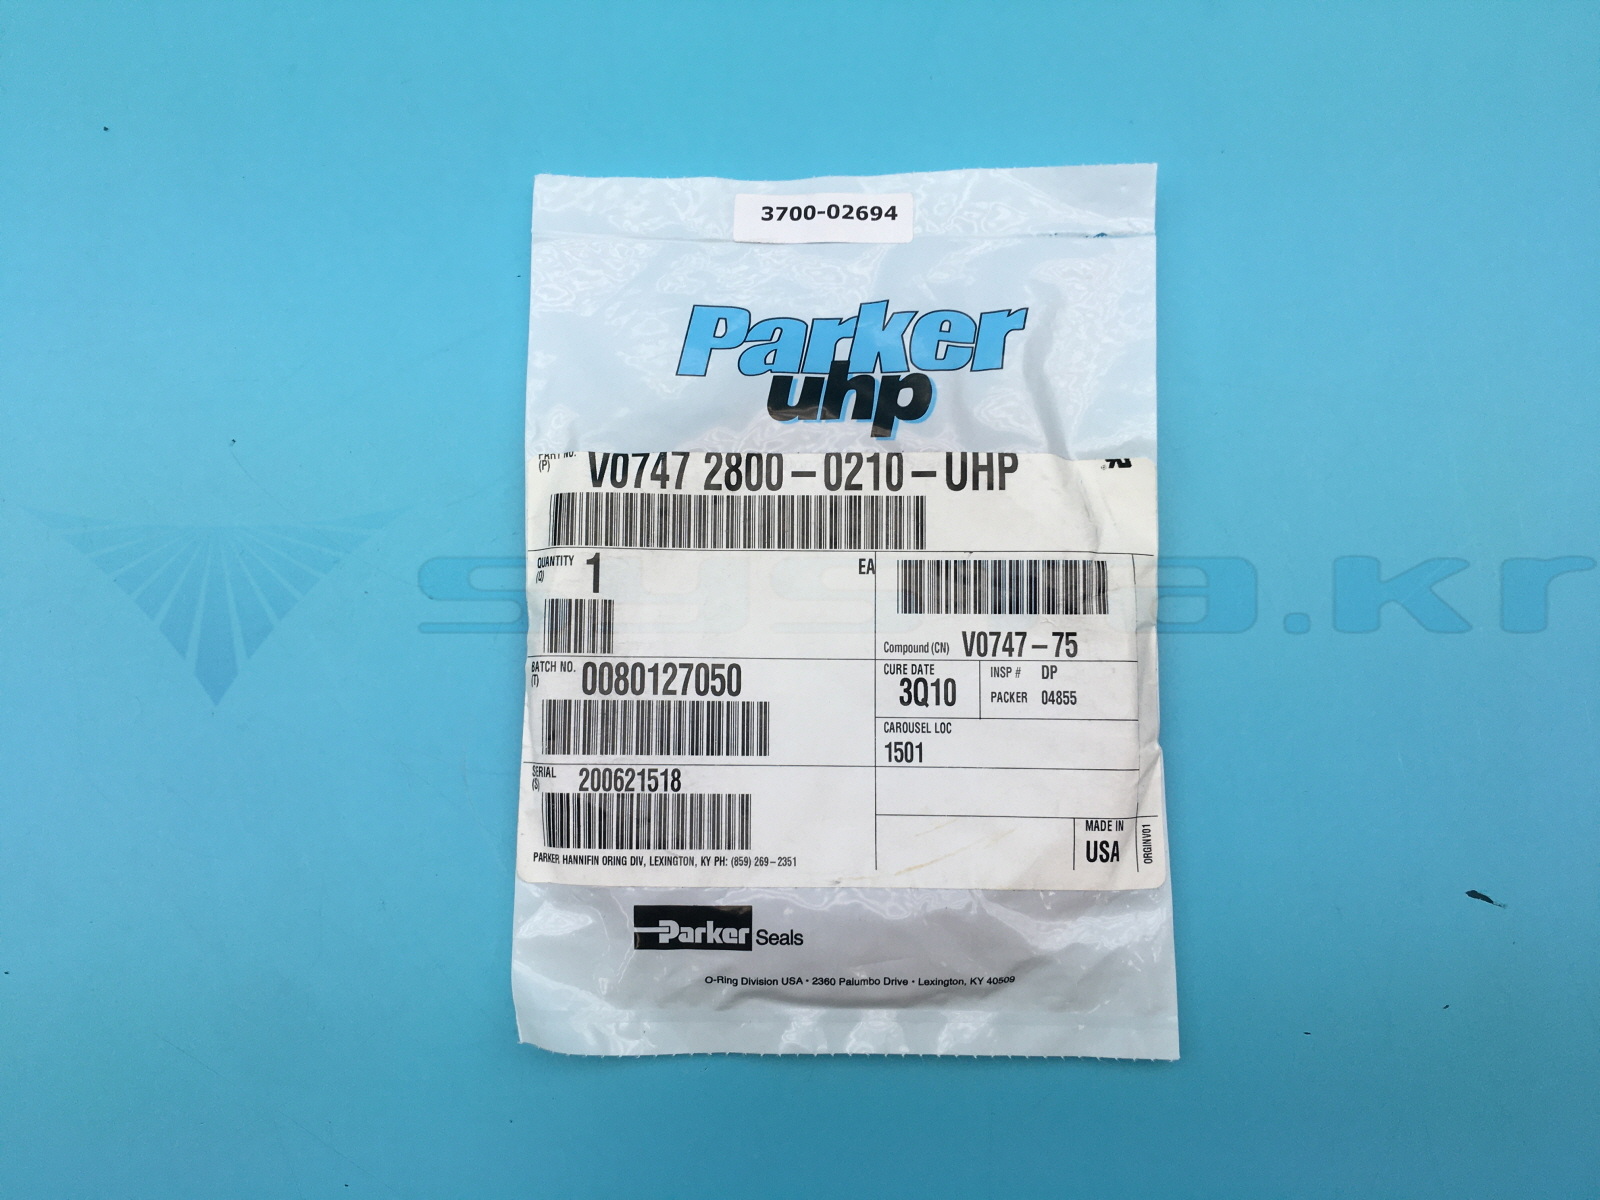 3700-02694
Parker
uhp
PART NO.
(P)
V0747 2800-0210-UHP
QUANTITY
(Q)
1
EA
Compound (CN) V0747-75
BATCH NO.
(T)
0080127050
CURE DATE
3Q10
INSP # DP
PACKER 04855
CAROUSEL LOC
1501
SERIAL
(S)
200621518
MADE IN
USA
ORGINV01
PARKER HANNIFIN ORING DIV, LEXINGTON, KY PH: (859) 269-2351
Parker Seals
O-Ring Division USA • 2360 Palumbo Drive • Lexington, KY 40509